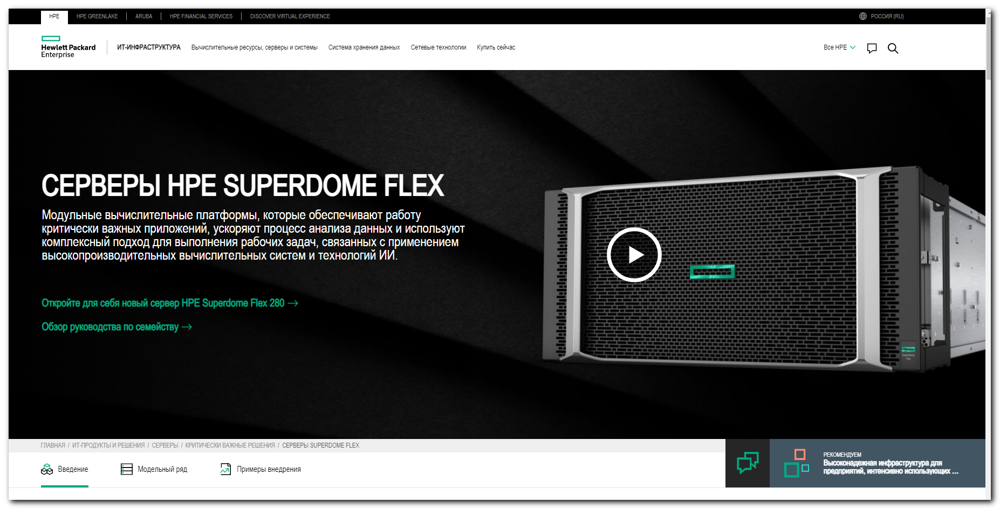 HPE
HPE GREENLAKE
ARUBA
HPE FINANCIAL SERVICES
DISCOVER VIRTUAL EXPERIENCE
РОССИЯ (RU)
Hewlett Packard
Enterprise
ИТ-ИНФРАСТРУКТУРА
Вычислительные ресурсы, серверы и системы
Система хранения данных
Сетевые технологии
Купить сейчас
Все HPE
СЕРВЕРЫ HPE SUPERDOME FLEX
Модульные вычислительные платформы, которые обеспечивают работу
критически важных приложений, ускоряют процесс анализа данных и используют
комплексный подход для выполнения рабочих задач, связанных с применением
высокопроизводительных вычислительных систем и технологий ИИ.
Откройте для себя новый сервер HPE Superdome Flex 280
Обзор руководства по семейству
Superdome
Flex
ГЛАВНАЯ / ИТ-ПРОДУКТЫ И РЕШЕНИЯ / СЕРВЕРЫ / КРИТИЧЕСКИ ВАЖНЫЕ РЕШЕНИЯ / СЕРВЕРЫ SUPERDOME FLEX
Введение
Модельный ряд
Примеры внедрения
РЕКОМЕНДУЕМ
Высоконадежная инфраструктура для
предприятий, интенсивно использующих ...